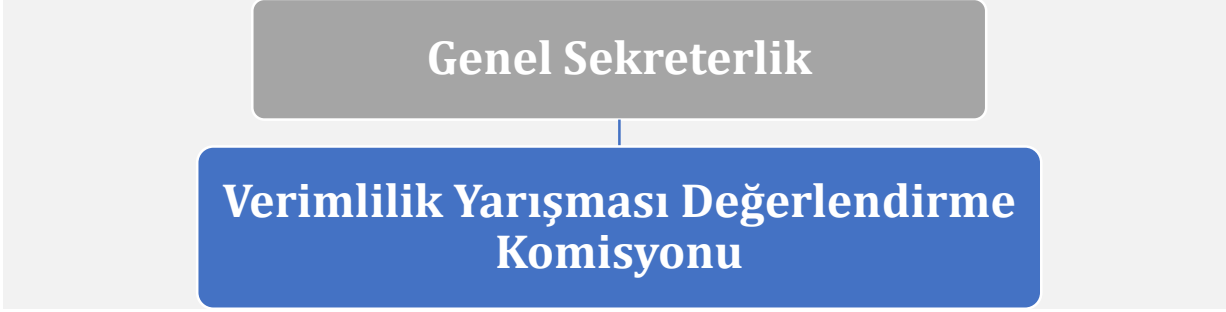 Genel Sekreterlik
Verimlilik Yarışması Değerlendirme
Komisyonu